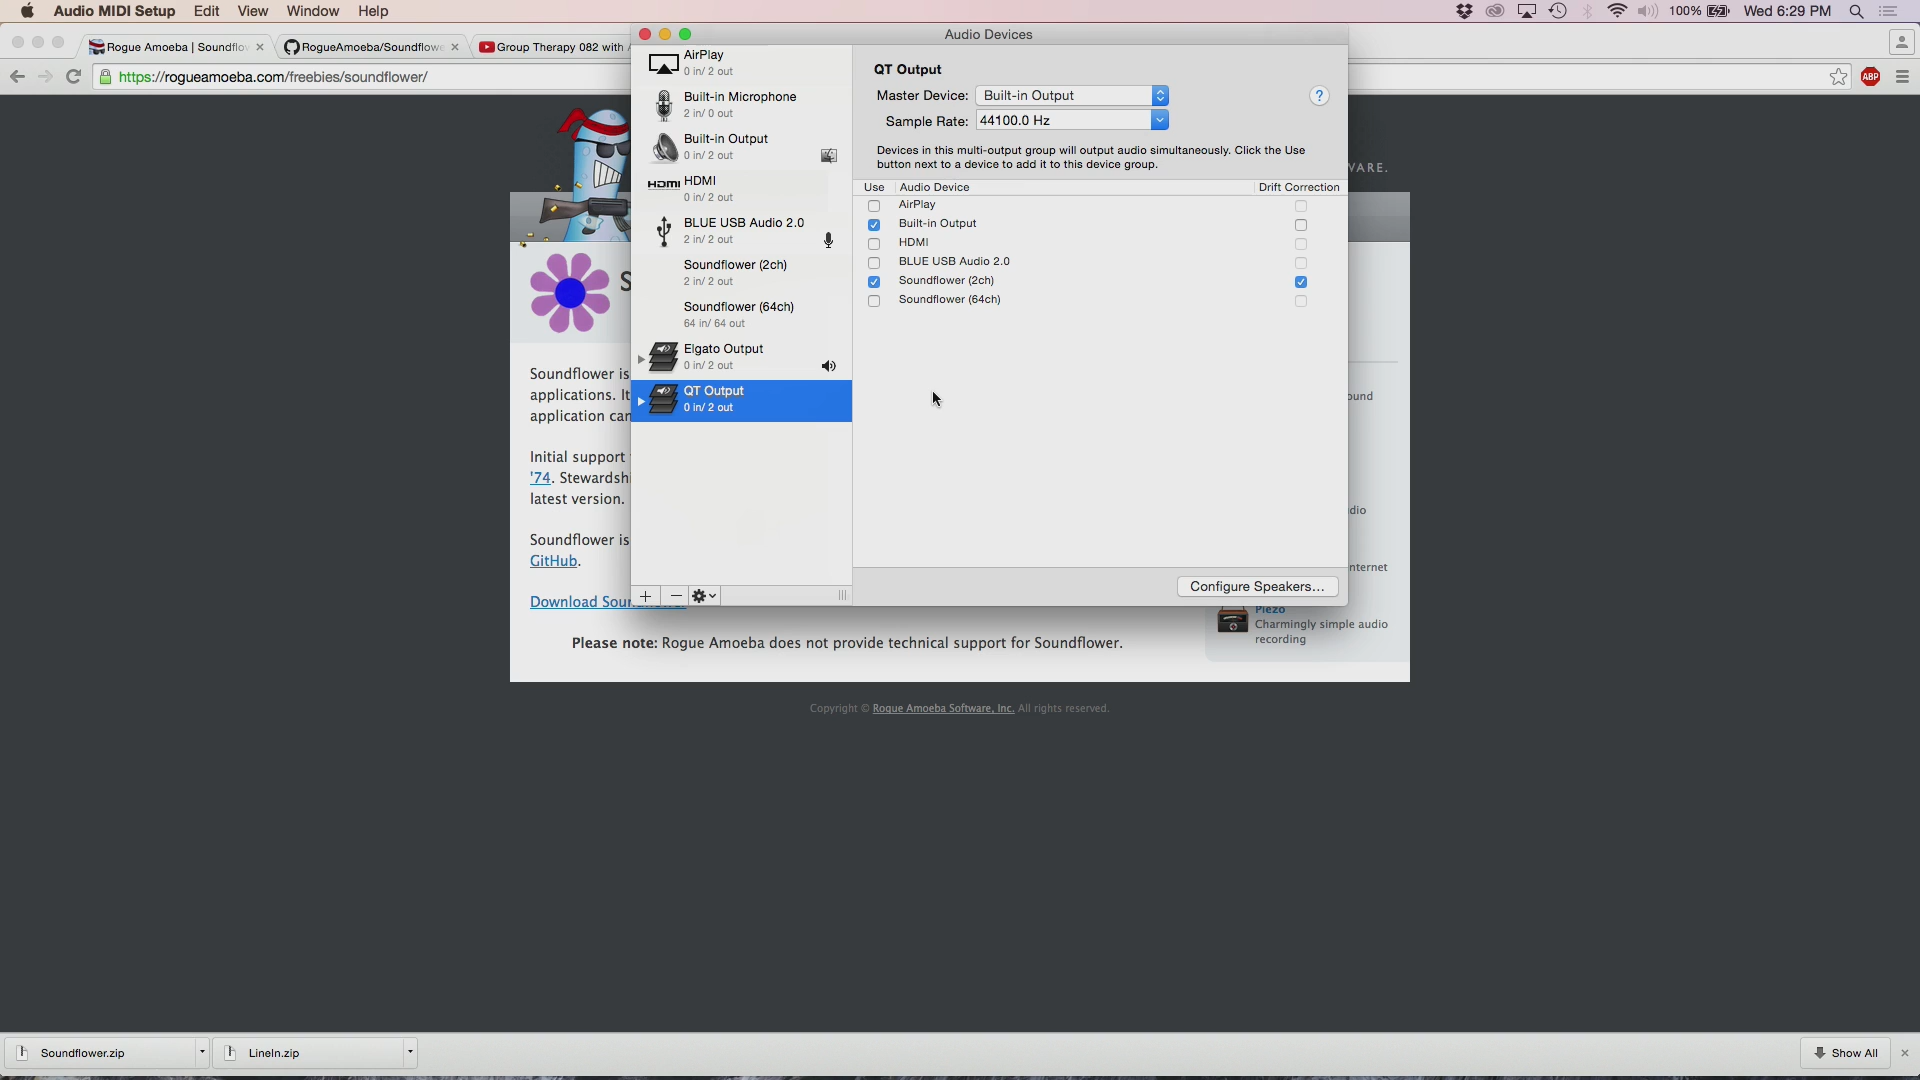 Audio MIDI Setup Edit View Window Help 100% Wed 6:29 PM
Rogue Amoeba | Soundflow RogueAmoeba/Soundflowe Group Therapy 082 with
https://rogueamoeba.com/freebies/soundflower/
ABP
Audio Devices
AirPlay
0 in/ 2 out
Built-in Microphone
2 in/ 0 out
Built-in Output
0 in/ 2 out
HDMI
HDMI
0 in/ 2 out
BLUE USB Audio 2.0
2 in/ 2 out
Soundflower (2ch)
2 in/ 2 out
Soundflower (64ch)
64 in/ 64 out
Elgato Output
0 in/ 2 out
QT Output
0 in/ 2 out
QT Output
Master Device: Built-in Output
?
Sample Rate: 44100.0 Hz
Devices in this multi-output group will output audio simultaneously. Click the Use
button next to a device to add it to this device group.
Use Audio Device Drift Correction
AirPlay
Built-in Output
HDMI
BLUE USB Audio 2.0
Soundflower (2ch)
Soundflower (64ch)
Configure Speakers...
VARE.
S
Soundflower is
applications. It
application can
Initial support
'74. Stewardshi
latest version.
Soundflower is
GitHub.
Download Soun
ound
dio
nternet
Piezo
Charmingly simple audio
recording
Please note: Rogue Amoeba does not provide technical support for Soundflower.
Copyright © Rogue Amoeba Software, Inc. All rights reserved.
Soundflower.zip LineIn.zip Show All